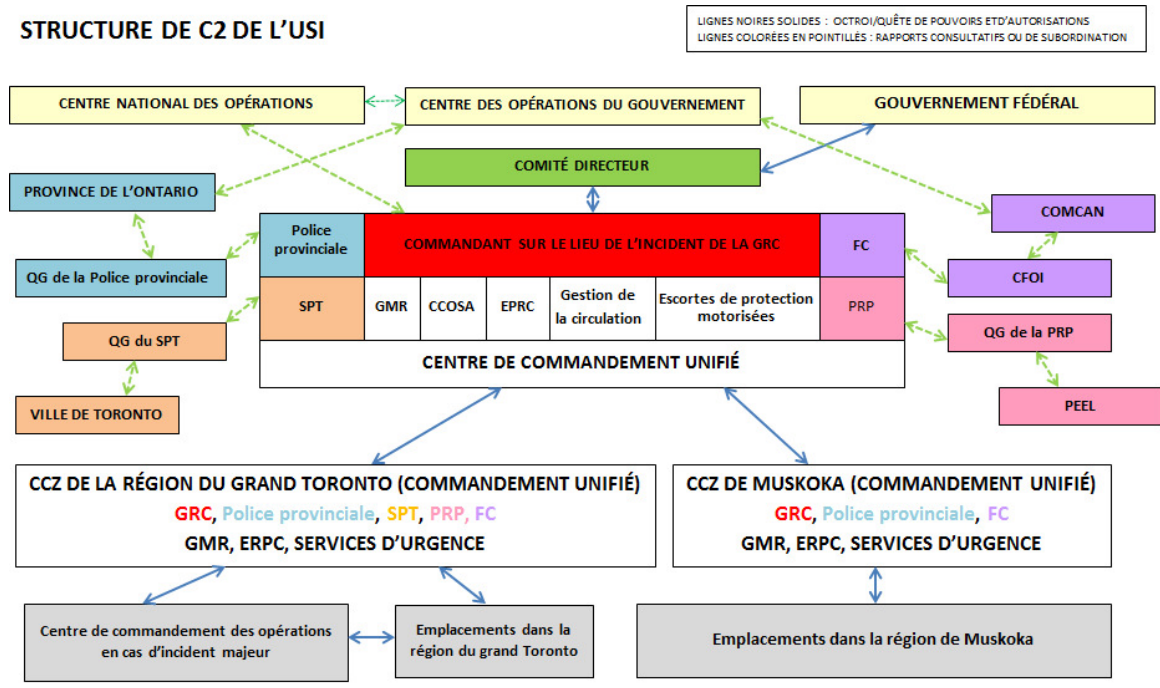 STRUCTURE DE C2 DE L'USI
LIGNES NOIRES SOLIDES : OCTROI/QUÊTE DE POUVOIRS ETD'AUTORISATIONS
LIGNES COLORÉES EN POINTILLÉS : RAPPORTS CONSULTATIFS OU DE SUBORDINATION
CENTRE NATIONAL DES OPÉRATIONS
CENTRE DES OPÉRATIONS DU GOUVERNEMENT
GOUVERNEMENT FÉDÉRAL
COMITÉ DIRECTEUR
PROVINCE DE L'ONTARIO
COMCAN
Police
provinciale
COMMANDANT SUR LE LIEU DE L'INCIDENT DE LA GRC
FC
QG de la Police provinciale
CFOI
SPT
GMR
CCOSA
EPRC
Gestion de
la circulation
Escortes de protection
motorisées
PRP
QG du SPT
QG de la PRP
CENTRE DE COMMANDEMENT UNIFIÉ
VILLE DE TORONTO
PEEL
CCZ DE LA RÉGION DU GRAND TORONTO (COMMANDEMENT UNIFIÉ)
GRC, Police provinciale, SPT, PRP, FC
GMR, ERPC, SERVICES D'URGENCE
CCZ DE MUSKOKA (COMMANDEMENT UNIFIÉ)
GRC, Police provinciale, FC
GMR, ERPC, SERVICES D'URGENCE
Centre de commandement des opérations
en cas d'incident majeur
Emplacements dans la
région du grand Toronto
Emplacements dans la région de Muskoka